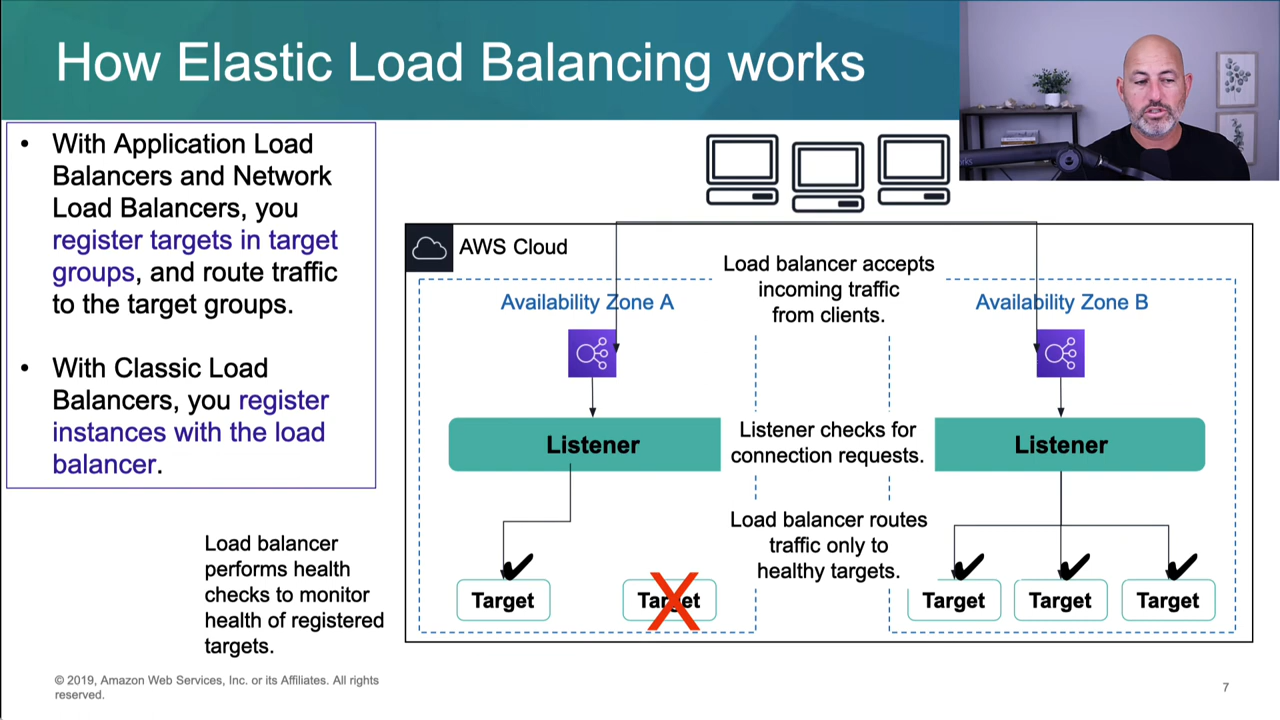 How Elastic Load Balancing works
• With Application Load
Balancers and Network
Load Balancers, you
register targets in target
groups, and route traffic
to the target groups.
• With Classic Load
Balancers, you register
instances with the load
balancer.
Load balancer
performs health
checks to monitor
health of registered
targets.
AWS Cloud
Load balancer accepts
incoming traffic
from clients.
Availability Zone A
Availability Zone B
Listener
Listener checks for
connection requests.
Listener
Load balancer routes
traffic only to
healthy targets.
Target
Target
Target
Target
Target
© 2019, Amazon Web Services, Inc. or its Affiliates. All rights
reserved.
7